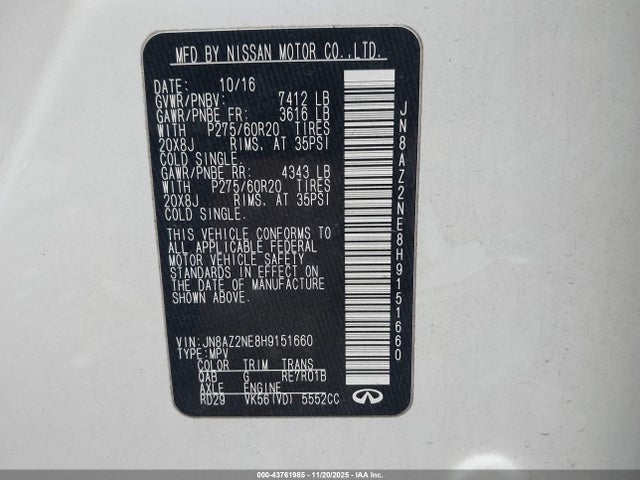 MFD BY NISSAN MOTOR CO.,LTD.
DATE: 10/16
GVWR/PNBV: 7412 LB
GAWR/PNBE FR: 3616 LB
WITH P275/60R20 TIRES
20X8J RIMS. AT 35PSI
COLD SINGLE.
GAWR/PNBE RR: 4343 LB
WITH P275/60R20 TIRES
20X8J RIMS. AT 35PSI
COLD SINGLE.
THIS VEHICLE CONFORMS TO
ALL APPLICABLE FEDERAL
MOTOR VEHICLE SAFETY
STANDARDS IN EFFECT ON
THE DATE OF MANUFACTURE
SHOWN ABOVE.
VIN:JN8AZ2NE8H9151660
TYPE:MPV
COLOR TRIM TRANS
QAB G RE7R01B
AXLE ENGINE
RD29 VK56(VD) 5552CC
JN8AZ2NE8H9151660
000-43761985 - 11/20/2025 - IAA, Inc.